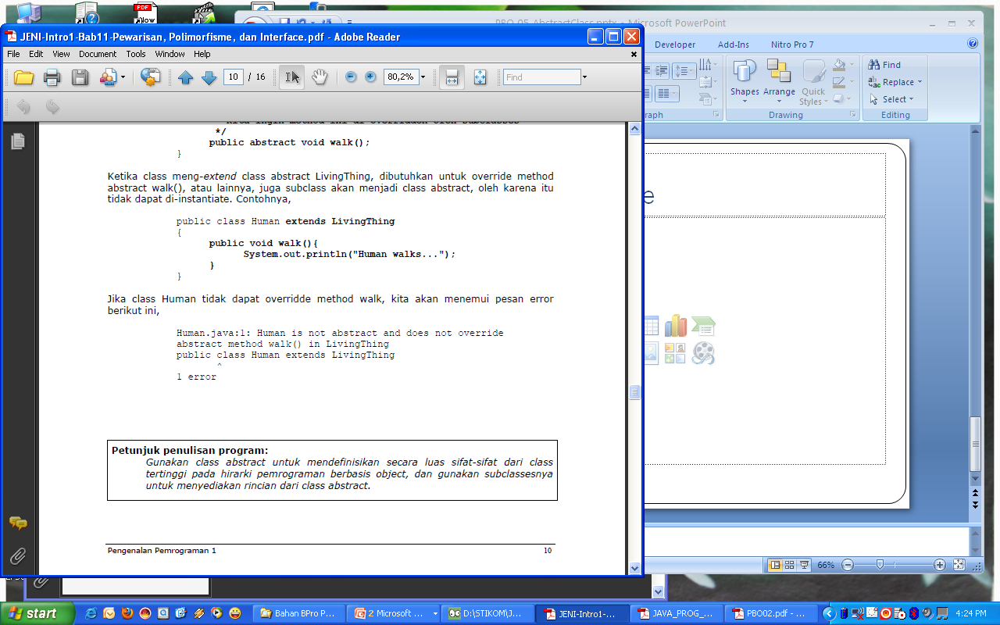 PDF
llow
PBO-05-AbstractClass.pptx - Microsoft PowerPoint
JENI-Intro1-Bab11-Pewarisan, Polimorfisme, dan Interface.pdf - Adobe Reader
File Edit View Document Tools Window Help
10 / 16 80,2% Find
Developer Add-Ins Nitro Pro 7
Shapes Arrange Quick Styles
Find
Replace
Select
Drawing Editing
*/
public abstract void walk();
}
Ketika class meng-extend class abstract LivingThing, dibutuhkan untuk override method
abstract walk(), atau lainnya, juga subclass akan menjadi class abstract, oleh karena itu
tidak dapat di-instantiate. Contohnya,
public class Human extends LivingThing
{
public void walk(){
System.out.println("Human walks...");
}
}
Jika class Human tidak dapat overridde method walk, kita akan menemui pesan error
berikut ini,
Human.java:1: Human is not abstract and does not override
abstract method walk() in LivingThing
public class Human extends LivingThing
^
1 error
Petunjuk penulisan program:
Gunakan class abstract untuk mendefinisikan secara luas sifat-sifat dari class
tertinggi pada hirarki pemrograman berbasis object, dan gunakan subclassesnya
untuk menyediakan rincian dari class abstract.
Pengenalan Pemrograman 1 10
e
66%
start Bahan BPro P... 2 Microsoft ... D:\STIKOM\J... JENI-Intro1-... JAVA_PROG_... PBO02.pdf - ... 4:24 PM